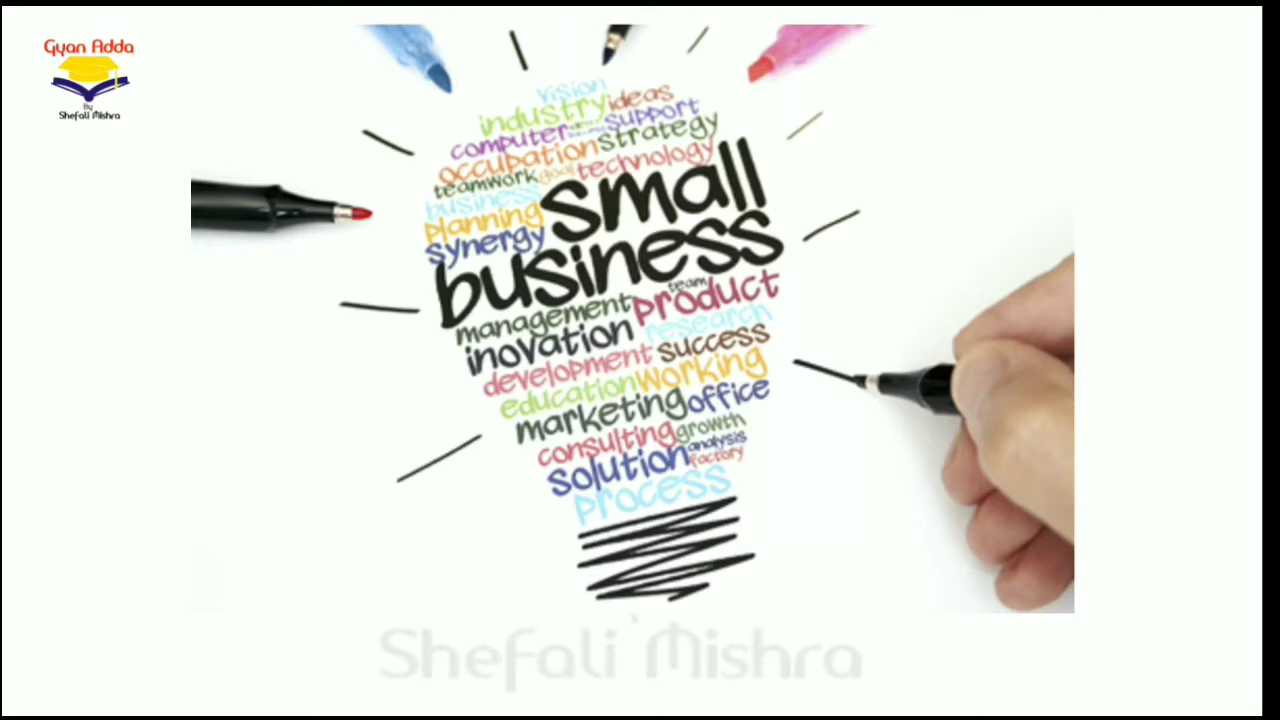 Gyan Adda
By
Shefali Mishra
vision
industry ideas
computer support
occupation strategy
teamwork goal technology
business small
planning
synergy
business
management team product
inovation research
development success
education working
marketing office
consulting growth
solution analysis
factory
process
Shefali Mishra